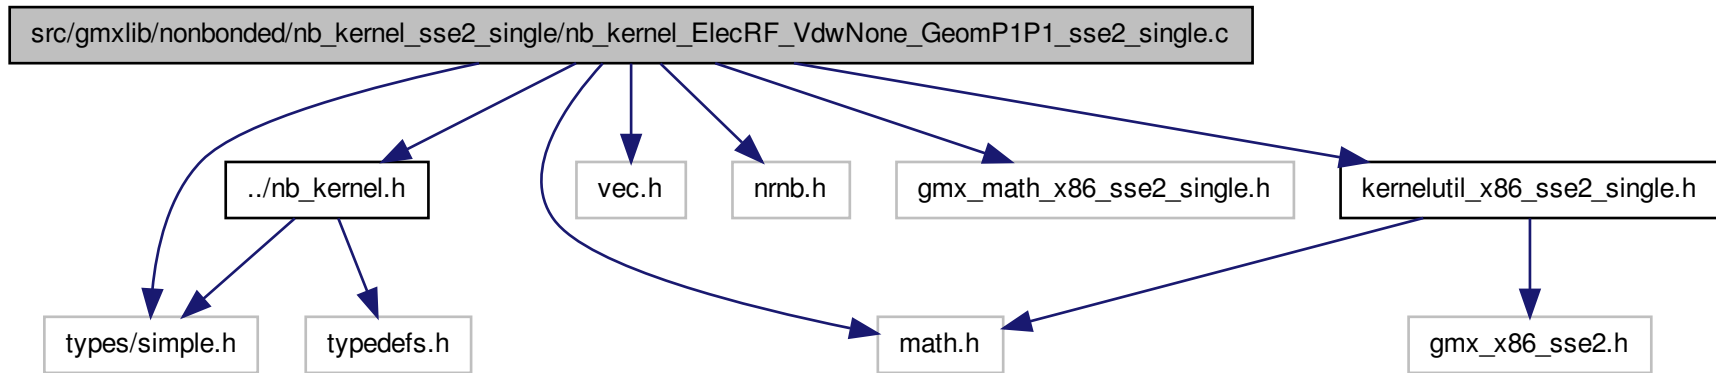 src/gmxlib/nonbonded/nb_kernel_sse2_single/nb_kernel_ElecRF_VdwNone_GeomP1P1_sse2_single.c
../nb_kernel.h
vec.h
nrnb.h
gmx_math_x86_sse2_single.h
kernelutil_x86_sse2_single.h
types/simple.h
typedefs.h
math.h
gmx_x86_sse2.h